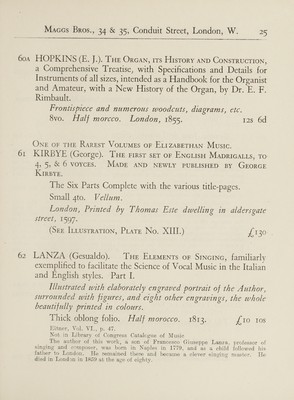 Maggs Bros., 34 & 35, Conduit Street, London, W. 25
60A HOPKINS (E. J.). The Organ, its History and Construction,
a Comprehensive Treatise, with Specifications and Details for
Instruments of all sizes, intended as a Handbook for the Organist
and Amateur, with a New History of the Organ, by Dr. E. F.
Rimbault.
Frontispiece and numerous woodcuts, diagrams, etc.
8vo. Half morcco. London, 1855. 12s 6d
One of the Rarest Volumes of Elizabethan Music.
61 KIRBYE (George). The first set of English Madrigalls, to
4, 5, & 6 voyces. Made and newly published by George
Kirbye.
The Six Parts Complete with the various title-pages.
Small 4to. Vellum.
London, Printed by Thomas Este dwelling in aldersgate
street, 1597.
(See Illustration, Plate No. XIII.) £130
62 LANZA (Gesualdo). The Elements of Singing, familiarly
exemplified to facilitate the Science of Vocal Music in the Italian
and English styles. Part I.
Illustrated with elaborately engraved portrait of the Author,
surrounded with figures, and eight other engravings, the whole
beautifully printed in colours.
Thick oblong folio. Half morocco. 1813. £10 10s
Eitner, Vol. VI., p. 47.
Not in Library of Congress Catalogue of Music.
The author of this work, a son of Francesco Giuseppe Lanza, professor of
singing and composer, was born in Naples in 1779, and as a child followed his
father to London. He remained there and became a clever singing master. He
died in London in 1859 at the age of eighty.